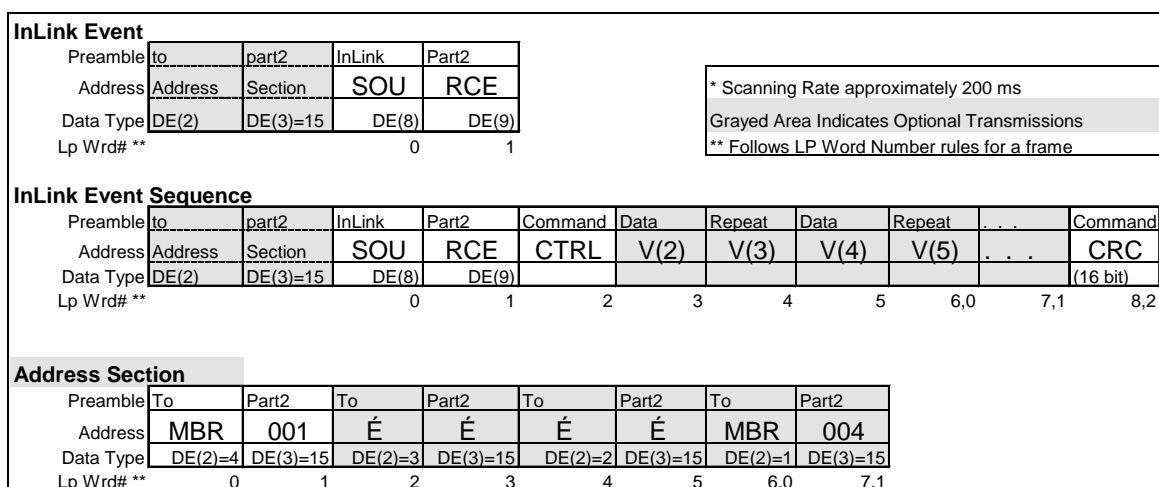 InLink Event
Preamble to part2 InLink Part2
Address Address Section SOU RCE
Data Type DE(2) DE(3)=15 DE(8) DE(9)
Lp Wrd# ** 0 1
* Scanning Rate approximately 200 ms
Grayed Area Indicates Optional Transmissions
** Follows LP Word Number rules for a frame
InLink Event Sequence
Preamble to part2 InLink Part2 Command Data Repeat Data Repeat . . . Command
Address Address Section SOU RCE CTRL V(2) V(3) V(4) V(5) . . . CRC
Data Type DE(2) DE(3)=15 DE(8) DE(9) (16 bit)
Lp Wrd# ** 0 1 2 3 4 5 6,0 7,1 8,2
Address Section
Preamble To Part2 To Part2 To Part2 To Part2
Address MBR 001 É É É É MBR 004
Data Type DE(2)=4 DE(3)=15 DE(2)=3 DE(3)=15 DE(2)=2 DE(3)=15 DE(2)=1 DE(3)=15
Lp Wrd# ** 0 1 2 3 4 5 6,0 7,1